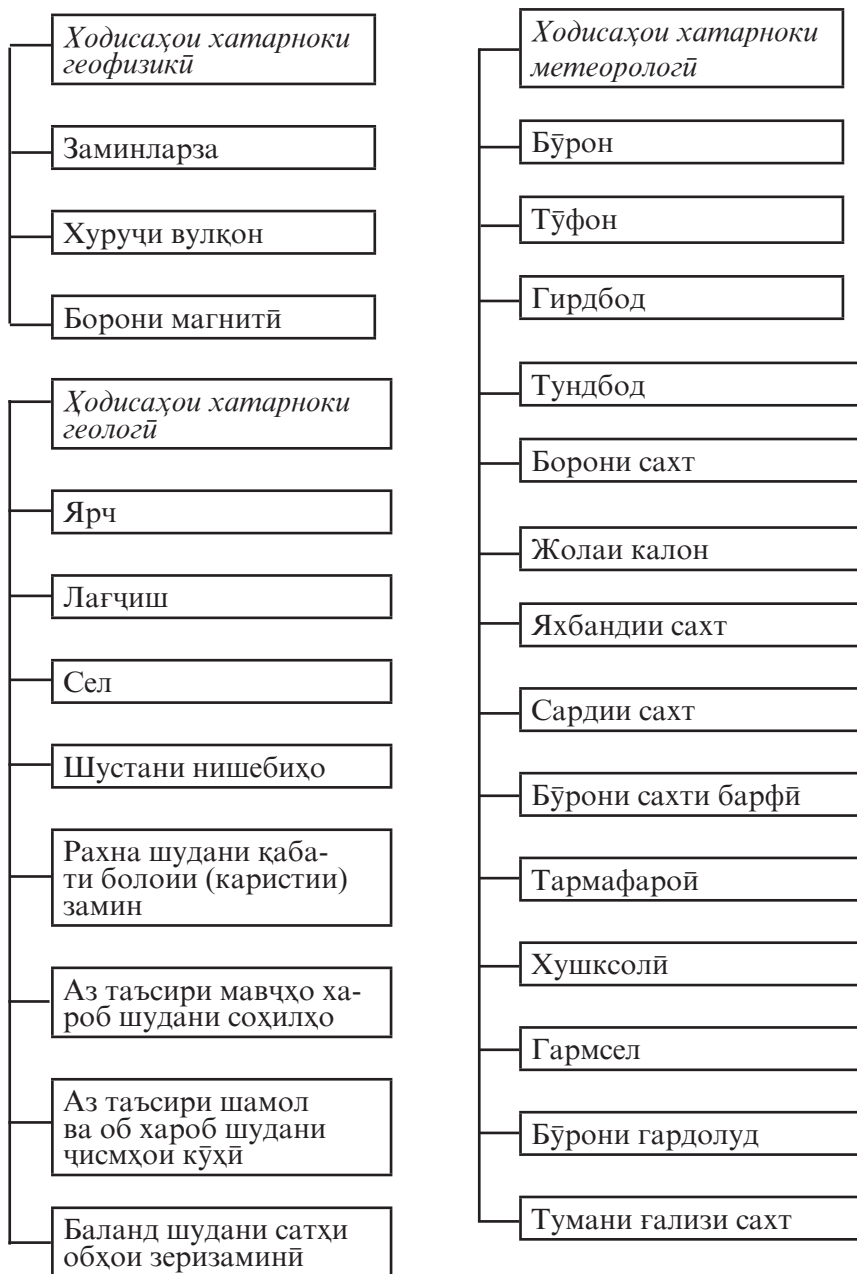 Ходисаҳои хатарноки
геофизикӣ
Заминларза
Хуруҷи вулқон
Борони магнитӣ
Ҳодисаҳои хатарноки
геологӣ
Ярч
Лағҷиш
Сел
Шустани нишебиҳо
Рахна шудани қаба-
ти болоии (каристии)
замин
Аз таъсири мавҷҳо ха-
роб шудани соҳилҳо
Аз таъсири шамол
ва об хароб шудани
ҷисмҳои кӯҳӣ
Баланд шудани сатҳи
обҳои зеризаминӣ
Ходисаҳои хатарноки
метеорологӣ
Бӯрон
Тӯфон
Гирдбод
Тундбод
Борони сахт
Жолаи калон
Яхбандии сахт
Сардии сахт
Бӯрони сахти барфӣ
Тармафароӣ
Хушксолӣ
Гармсел
Бӯрони гардолуд
Тумани ғализи сахт